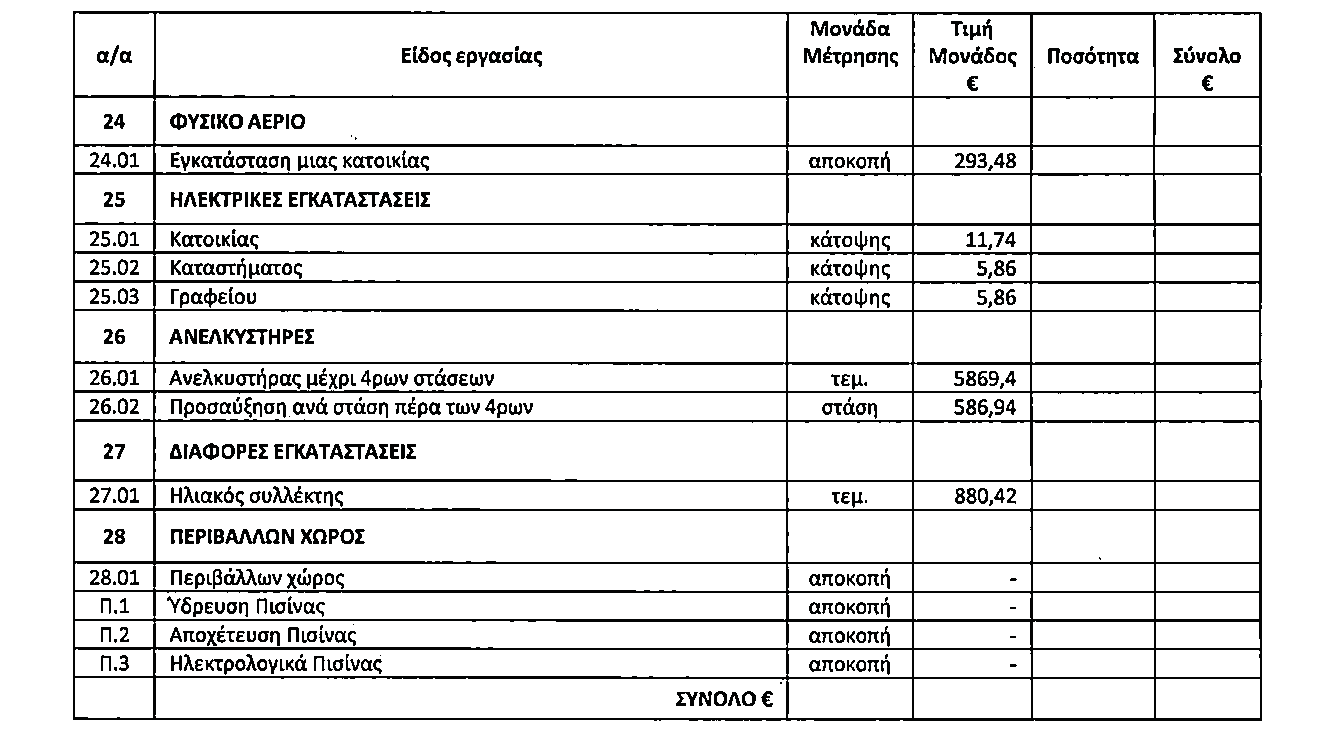 α/α Είδος εργασίας Μονάδα Μέτρησης Τιμή Μονάδος € Ποσότητα Σύνολο €
24 ΦΥΣΙΚΟ ΑΕΡΙΟ
24.01 Εγκατάσταση μιας κατοικίας αποκοπή 293,48
25 ΗΛΕΚΤΡΙΚΕΣ ΕΓΚΑΤΑΣΤΑΣΕΙΣ
25.01 Κατοικίας κάτοψης 11,74
25.02 Καταστήματος κάτοψης 5,86
25.03 Γραφείου κάτοψης 5,86
26 ΑΝΕΛΚΥΣΤΗΡΕΣ
26.01 Ανελκυστήρας μέχρι 4ρων στάσεων τεμ. 5869,4
26.02 Προσαύξηση ανά στάση πέρα των 4ρων στάση 586,94
27 ΔΙΑΦΟΡΕΣ ΕΓΚΑΤΑΣΤΑΣΕΙΣ
27.01 Ηλιακός συλλέκτης τεμ. 880,42
28 ΠΕΡΙΒΑΛΛΩΝ ΧΩΡΟΣ
28.01 Περιβάλλων χώρος αποκοπή -
Π.1 Ύδρευση Πισίνας αποκοπή -
Π.2 Αποχέτευση Πισίνας αποκοπή -
Π.3 Ηλεκτρολογικά Πισίνας αποκοπή -
ΣΥΝΟΛΟ €